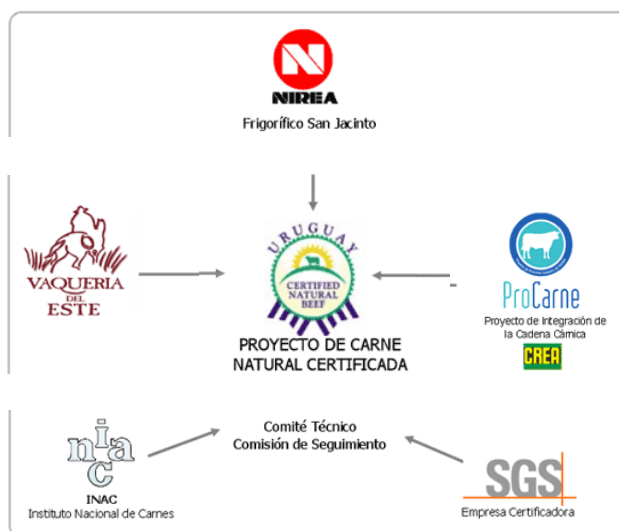 N
NIREA
Frigorífico San Jacinto
VAQUERIA
DEL
ESTE
URUGUAY
CERTIFIED
NATURAL
BEEF
PROYECTO DE CARNE
NATURAL CERTIFICADA
ProCarne
Proyecto de Integración de
la Cadena Cárnica
CREA
inac
INAC
Instituto Nacional de Carnes
Comité Técnico
Comisión de Seguimiento
SGS
Empresa Certificadora